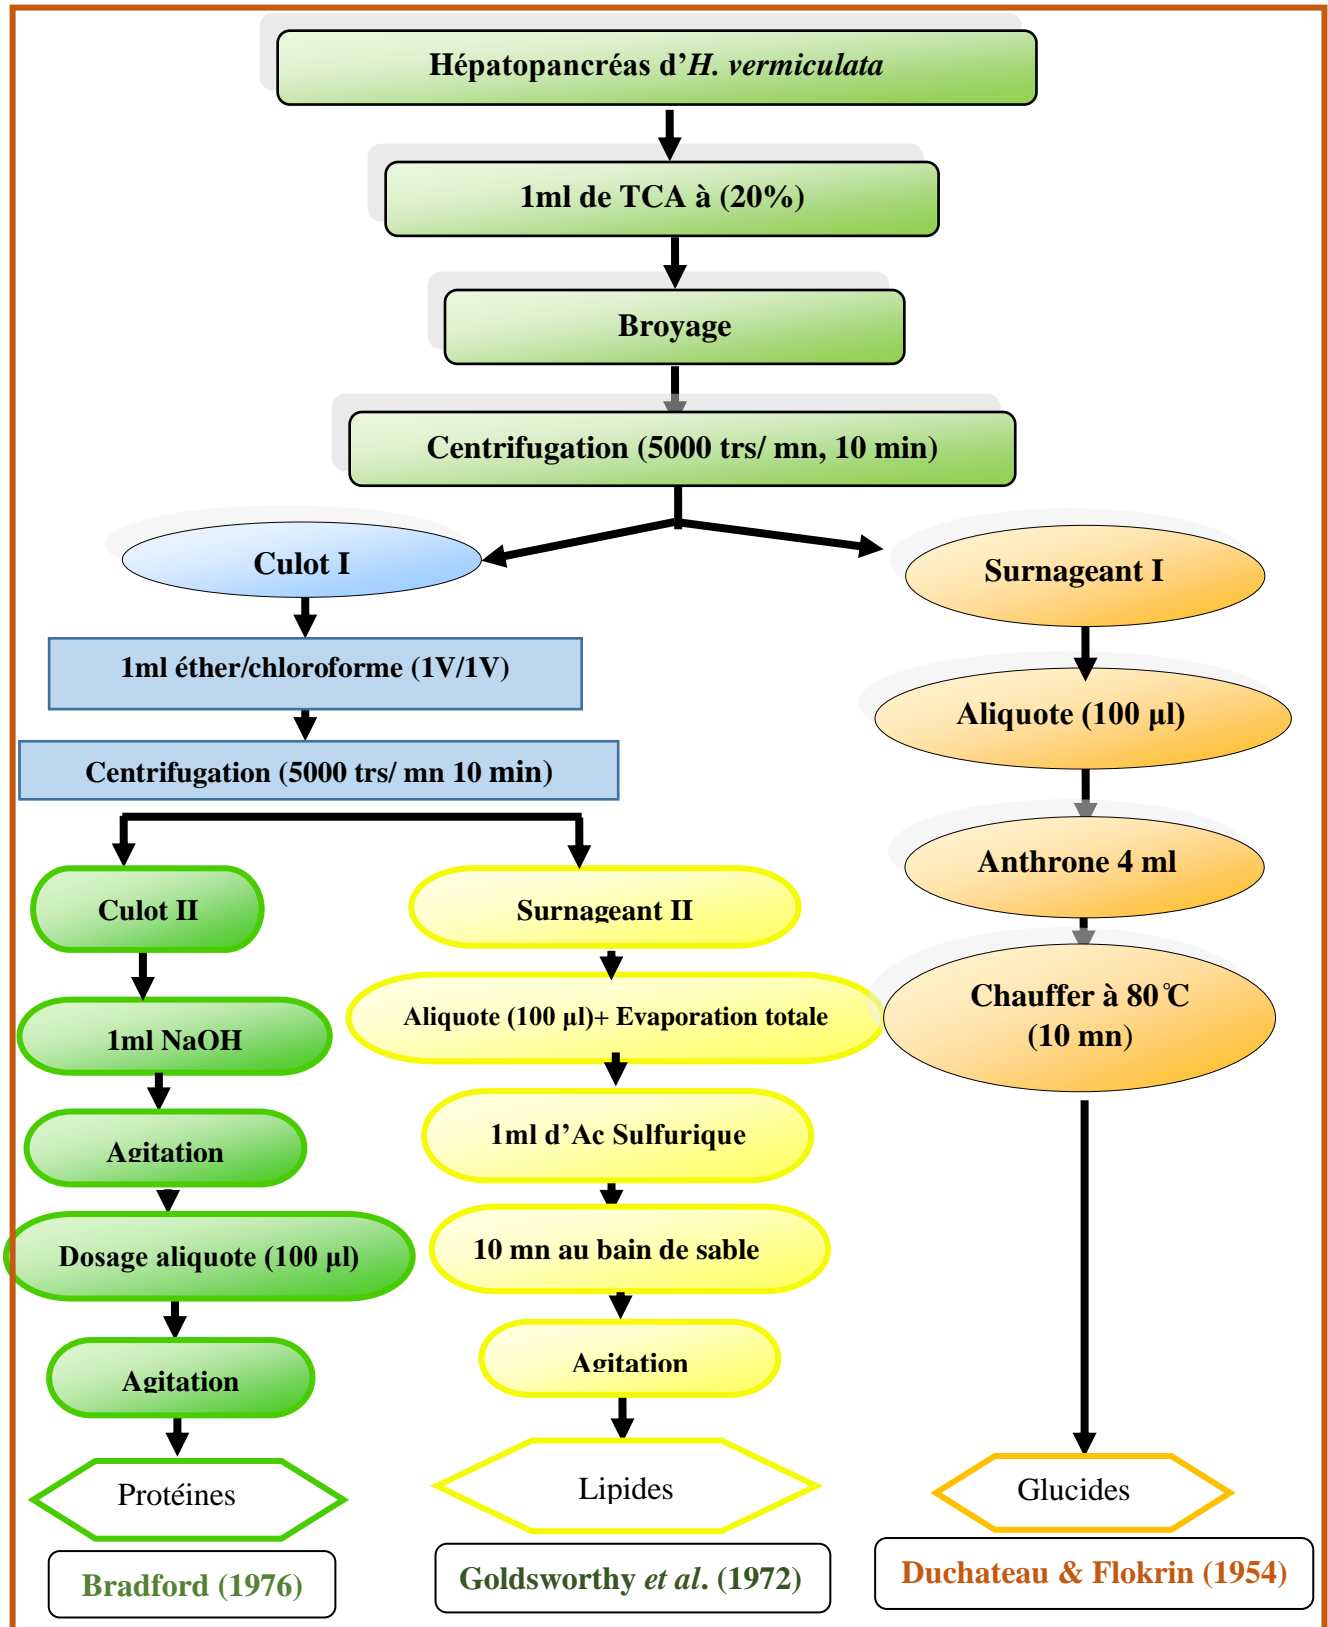 Hépatopancréas d’H. vermiculata
1ml de TCA à (20%)
Broyage
Centrifugation (5000 trs/ mn, 10 min)
Culot I
1ml éther/chloroforme (1V/1V)
Centrifugation (5000 trs/ mn 10 min)
Culot II
1ml NaOH
Agitation
Dosage aliquote (100 µl)
Agitation
Protéines
Bradford (1976)
Surnageant II
Aliquote (100 µl)+ Evaporation totale
1ml d’Ac Sulfurique
10 mn au bain de sable
Agitation
Lipides
Goldsworthy et al. (1972)
Surnageant I
Aliquote (100 µl)
Anthrone 4 ml
Chauffer à 80℃
(10 mn)
Glucides
Duchateau & Flokrin (1954)